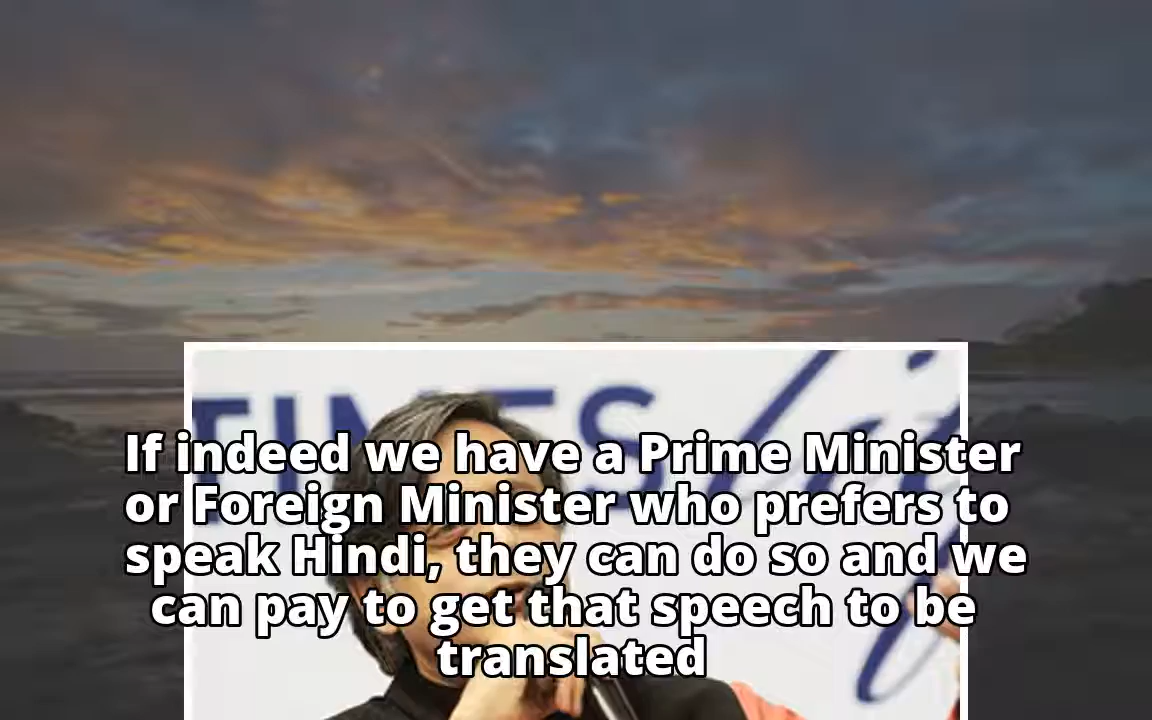 TIMES
If indeed we have a Prime Minister
or Foreign Minister who prefers to
speak Hindi, they can do so and we
can pay to get that speech to be
translated